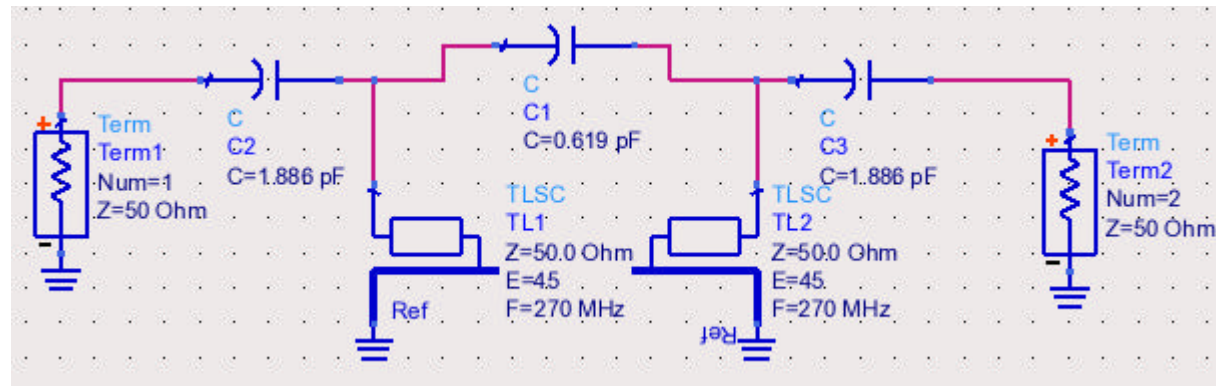 C
C1
C=0.619 pF
Term
Term1
Num=1
Z=50 Ohm
C
C2
C=1.886 pF
C
C3
C=1.886 pF
Term
Term2
Num=2
Z=50 Ohm
TLSC
TL1
Z=50.0 Ohm
E=45
F=270 MHz
TLSC
TL2
Z=50.0 Ohm
E=45
F=270 MHz
Ref
Ref